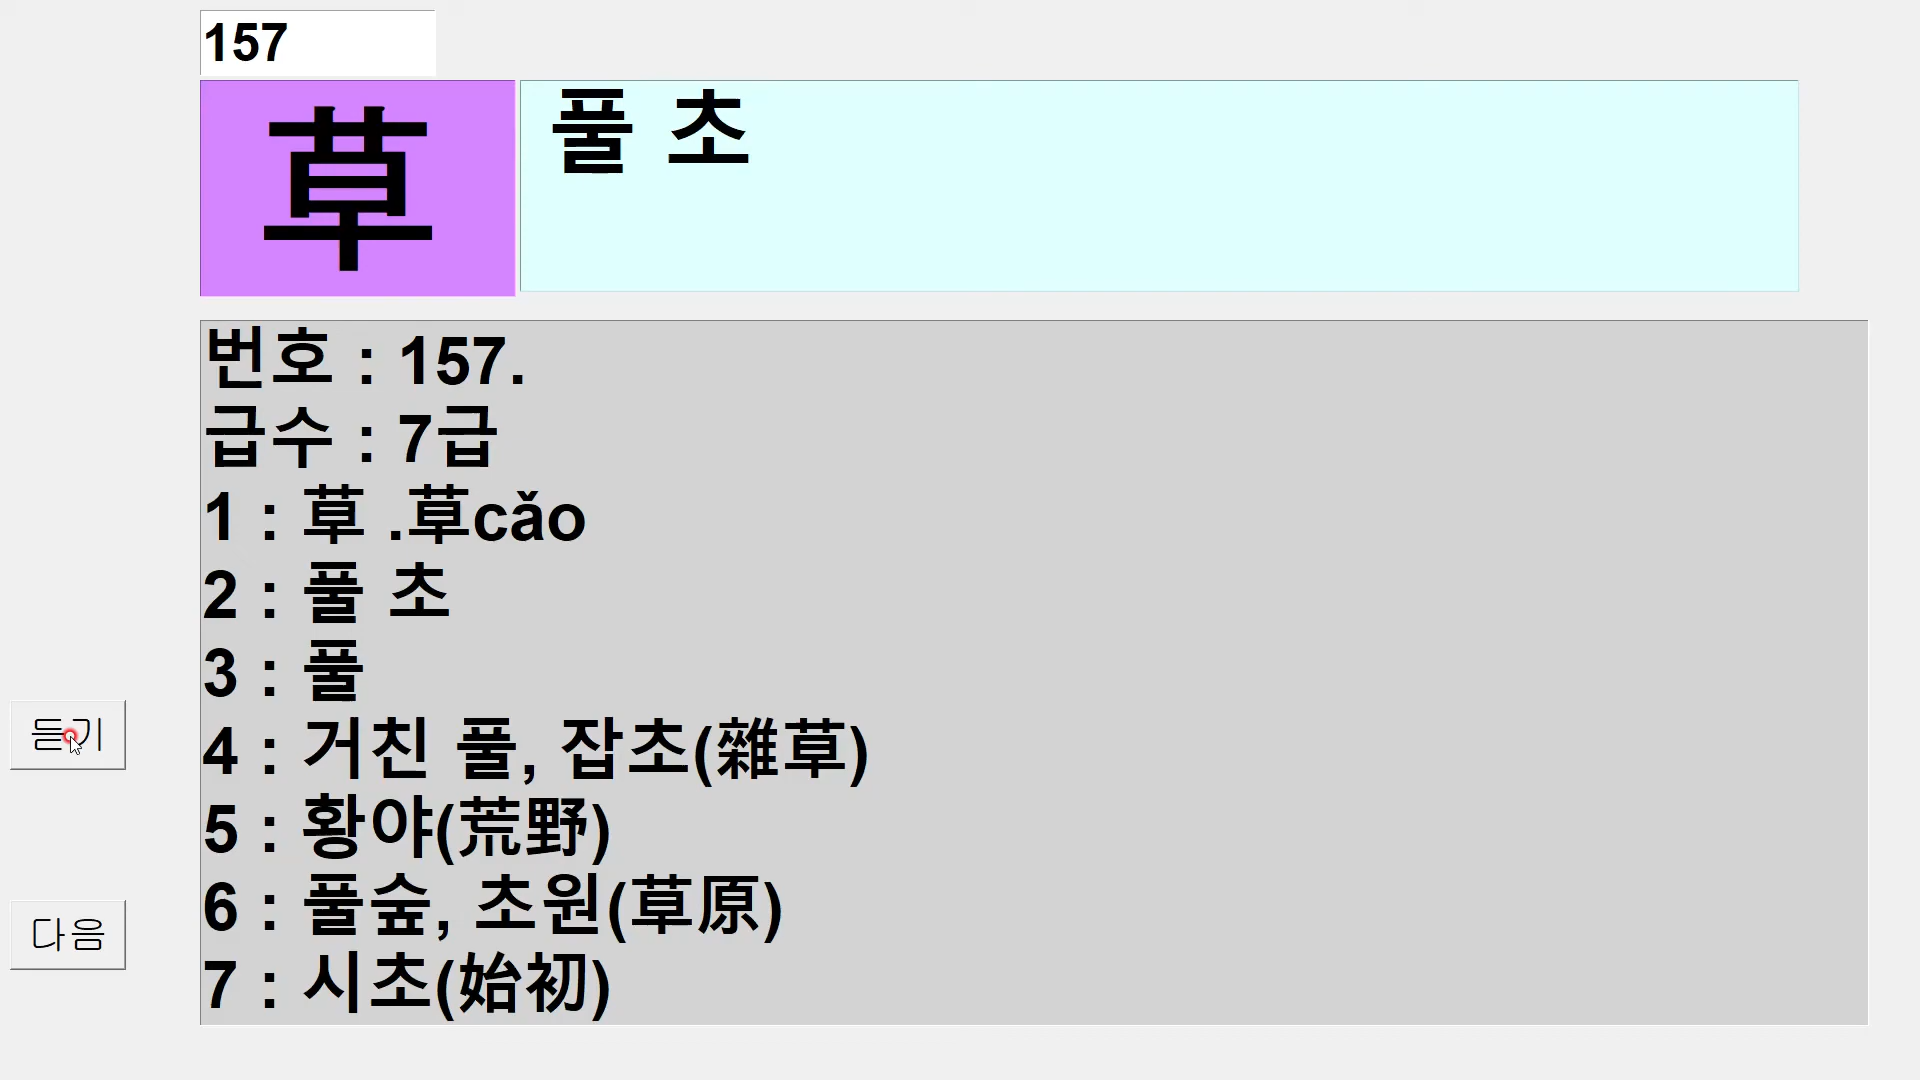 157
草
풀 초
번호 : 157.
급수 : 7급
1 : 草 .草cǎo
2 : 풀 초
3 : 풀
4 : 거친 풀, 잡초(雜草)
5 : 황야(荒野)
6 : 풀숲, 초원(草原)
7 : 시초(始初)
듣기
다음